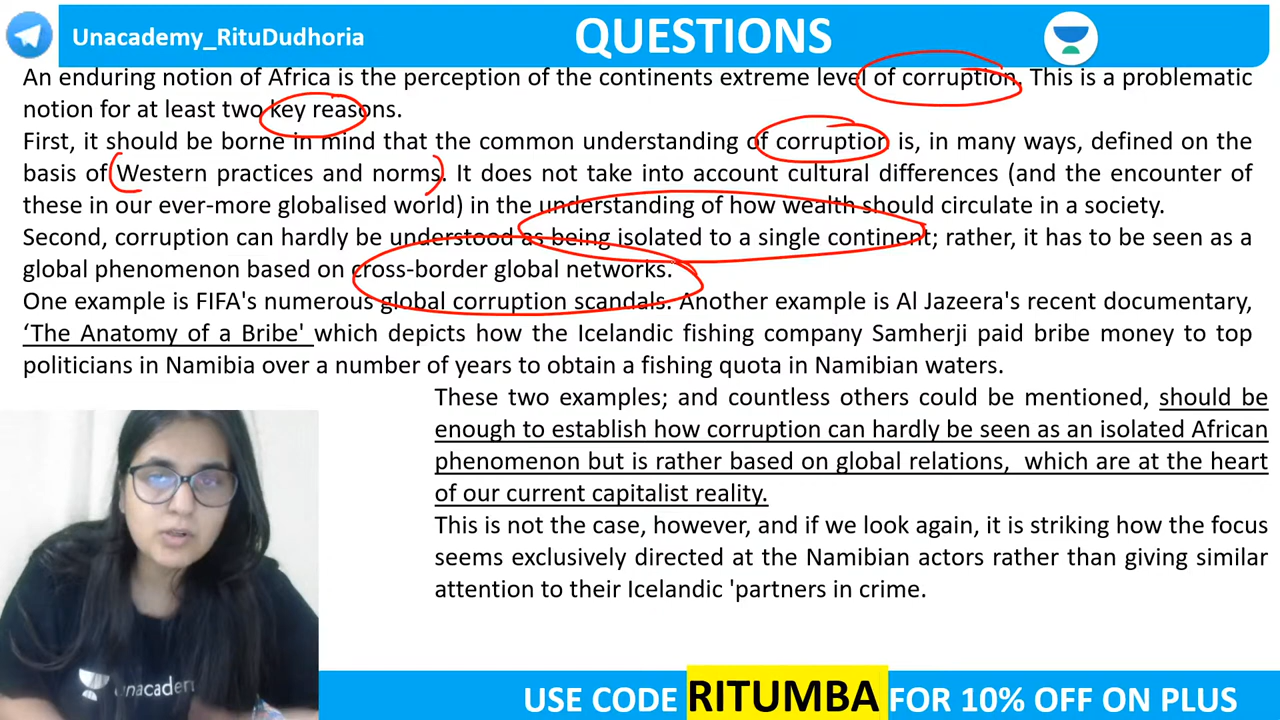 Unacademy_RituDudhoria
QUESTIONS
An enduring notion of Africa is the perception of the continents extreme level of corruption. This is a problematic
notion for at least two key reasons.
First, it should be borne in mind that the common understanding of corruption is, in many ways, defined on the
basis of Western practices and norms. It does not take into account cultural differences (and the encounter of
these in our ever-more globalised world) in the understanding of how wealth should circulate in a society.
Second, corruption can hardly be understood as being isolated to a single continent; rather, it has to be seen as a
global phenomenon based on cross-border global networks.
One example is FIFA's numerous global corruption scandals. Another example is Al Jazeera's recent documentary,
‘The Anatomy of a Bribe' which depicts how the Icelandic fishing company Samherji paid bribe money to top
politicians in Namibia over a number of years to obtain a fishing quota in Namibian waters.
These two examples; and countless others could be mentioned, should be
enough to establish how corruption can hardly be seen as an isolated African
phenomenon but is rather based on global relations, which are at the heart
of our current capitalist reality.
This is not the case, however, and if we look again, it is striking how the focus
seems exclusively directed at the Namibian actors rather than giving similar
attention to their Icelandic 'partners in crime.
unacademy
USE CODE RITUMBA FOR 10% OFF ON PLUS